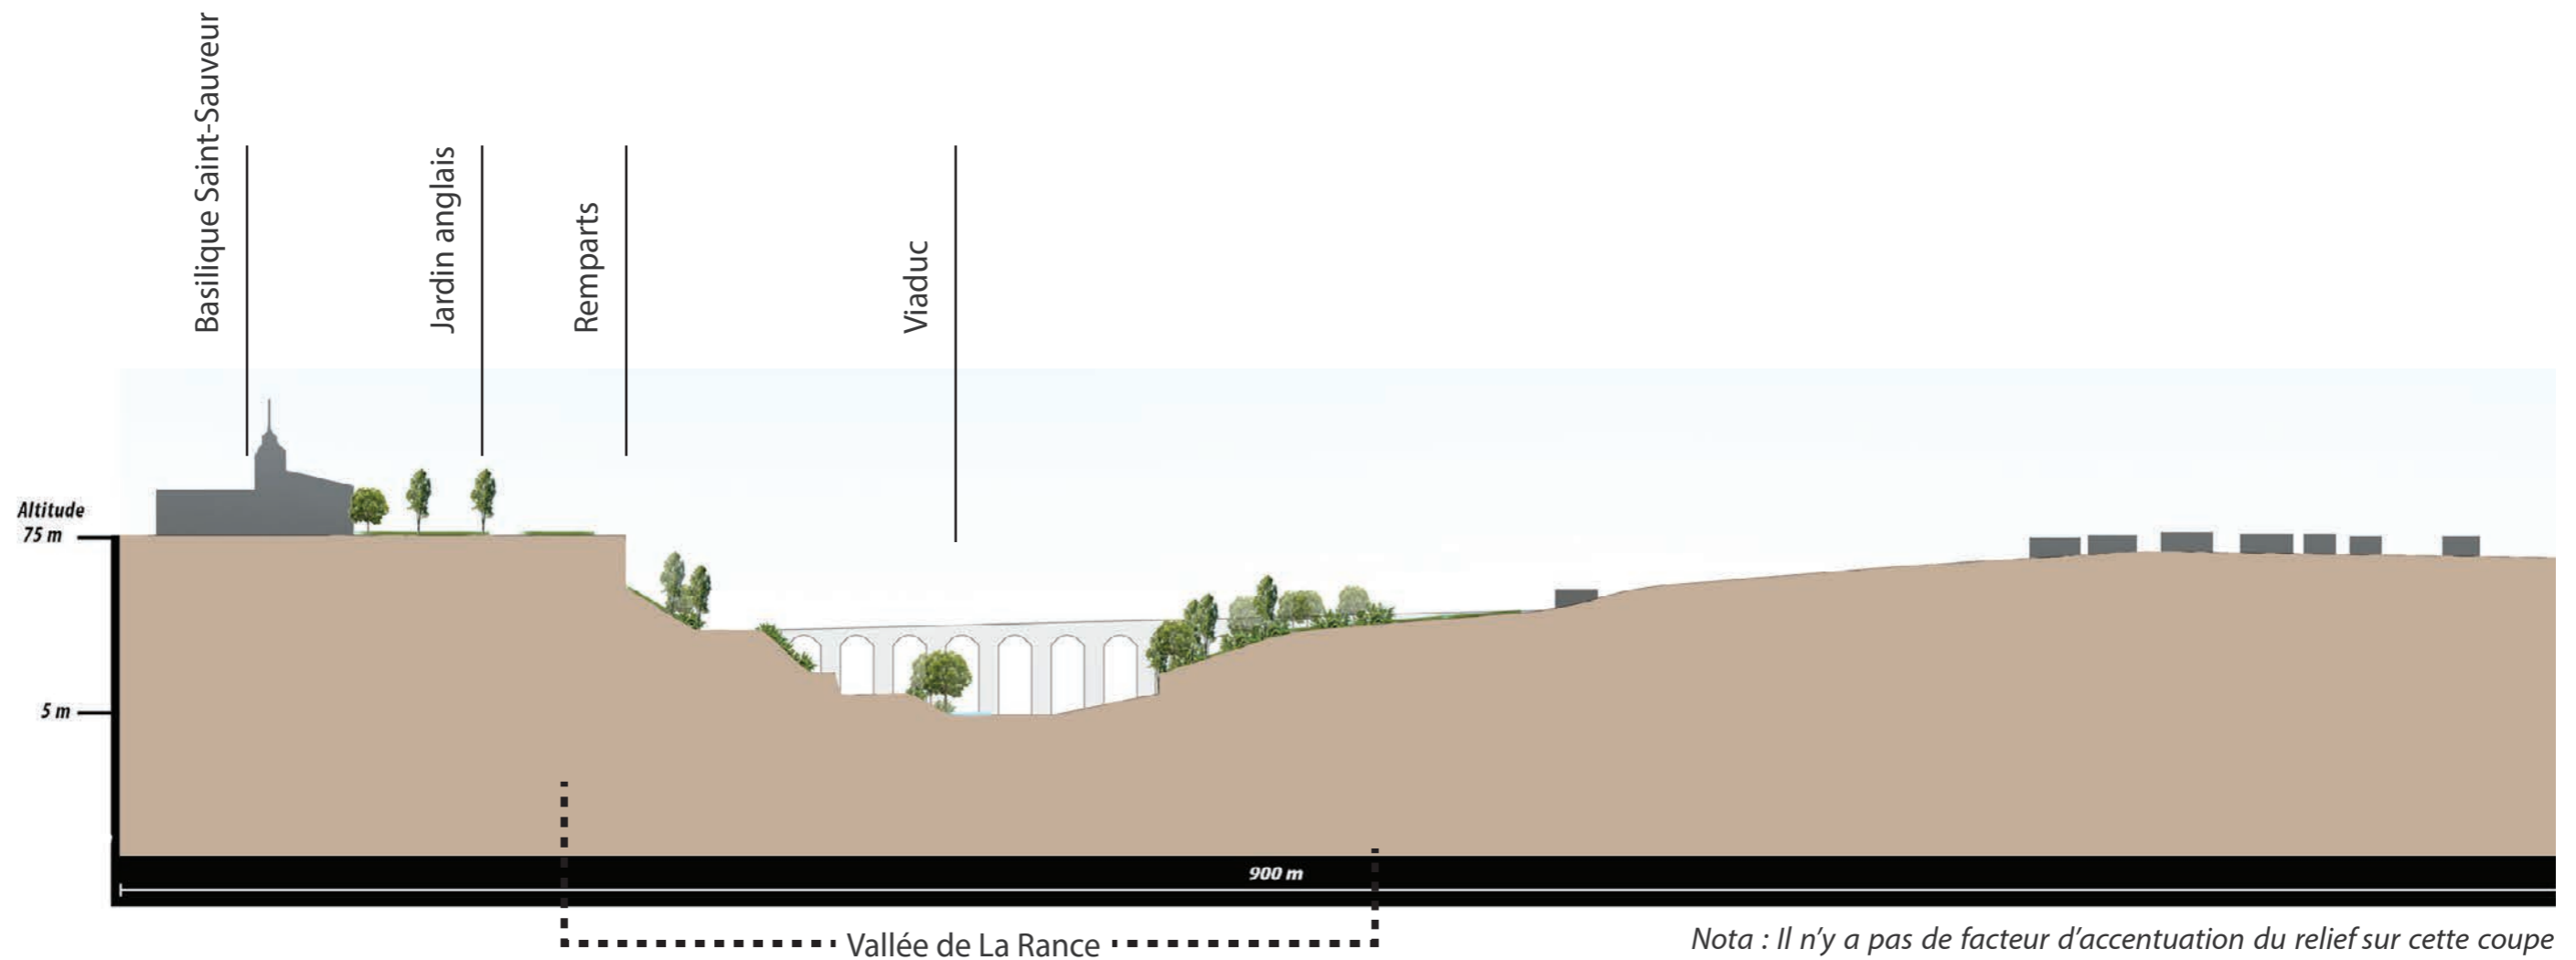 Basilique Saint-Sauveur
Jardin anglais
Remparts
Viaduc
Altitude
75 m
5 m
900 m
Vallée de La Rance
Nota : Il n’y a pas de facteur d’accentuation du relief sur cette coupe